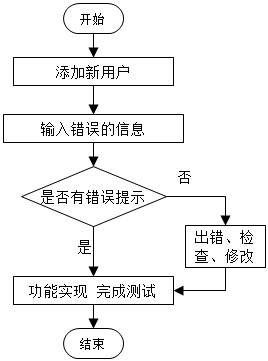 开始
添加新用户
输入错误的信息
是否有错误提示
否
是
出错、检
查、修改
功能实现 完成测试
结束